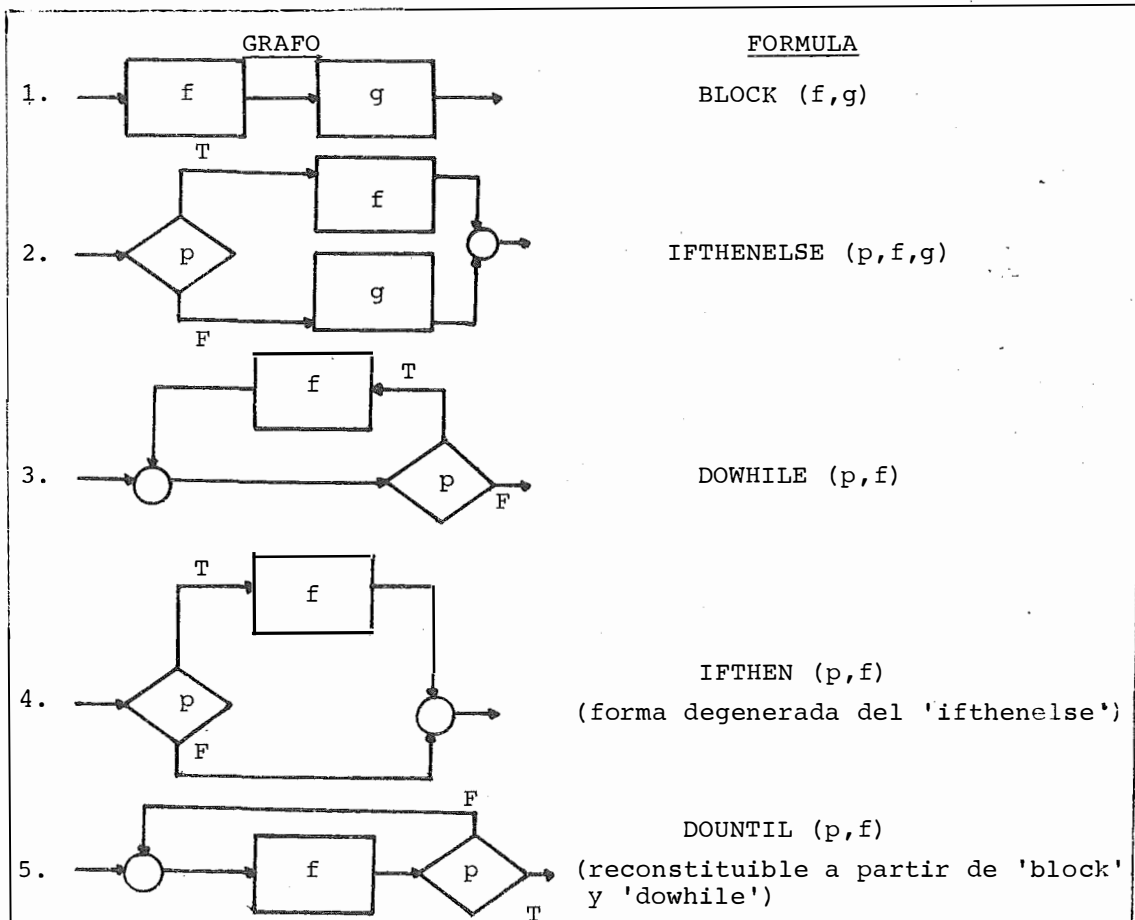 GRAFO FORMULA
1. f g BLOCK (f,g)
T
f
2. p IFTHENELSE (p,f,g)
g
F
f T
3. p F DOWHILE (p,f)
T f
4. p IFTHEN (p,f)
(forma degenerada del 'ifthenelse')
F
F
DOUNTIL (p,f)
5. f p (reconstituible a partir de 'block'
y 'dowhile')
T